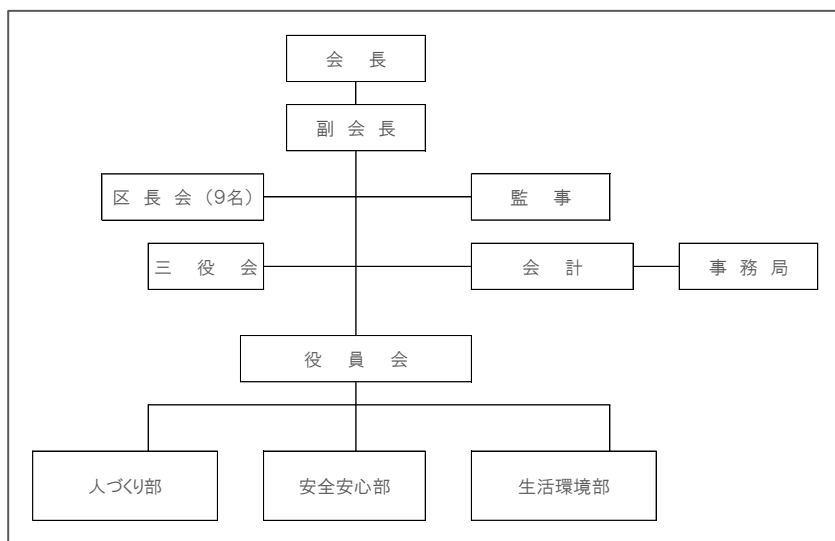 会長
副会長
区長会（9名）
監事
三役会
会計
事務局
役員会
人づくり部
安全安心部
生活環境部